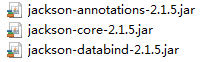 jackson-annotations-2.1.5.jar
jackson-core-2.1.5.jar
jackson-databind-2.1.5.jar